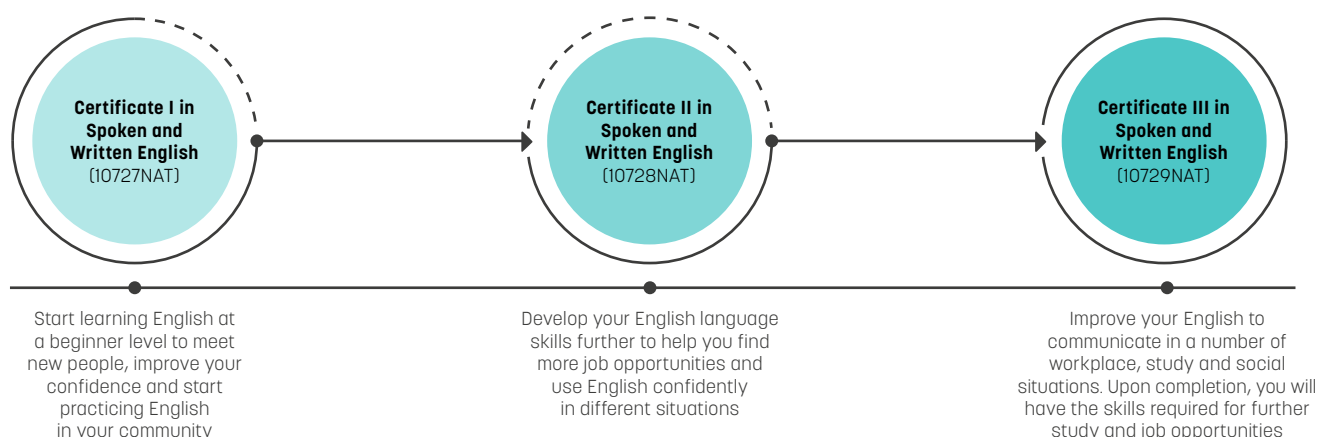 Certificate I in
Spoken and
Written English
(10727NAT)
Certificate II in
Spoken and
Written English
(10728NAT)
Certificate III in
Spoken and
Written English
(10729NAT)
Start learning English at
a beginner level to meet
new people, improve your
confidence and start
practicing English
in your community
Develop your English language
skills further to help you find
more job opportunities and
use English confidently
in different situations
Improve your English to
communicate in a number of
workplace, study and social
situations. Upon completion, you will
have the skills required for further
study and job opportunities